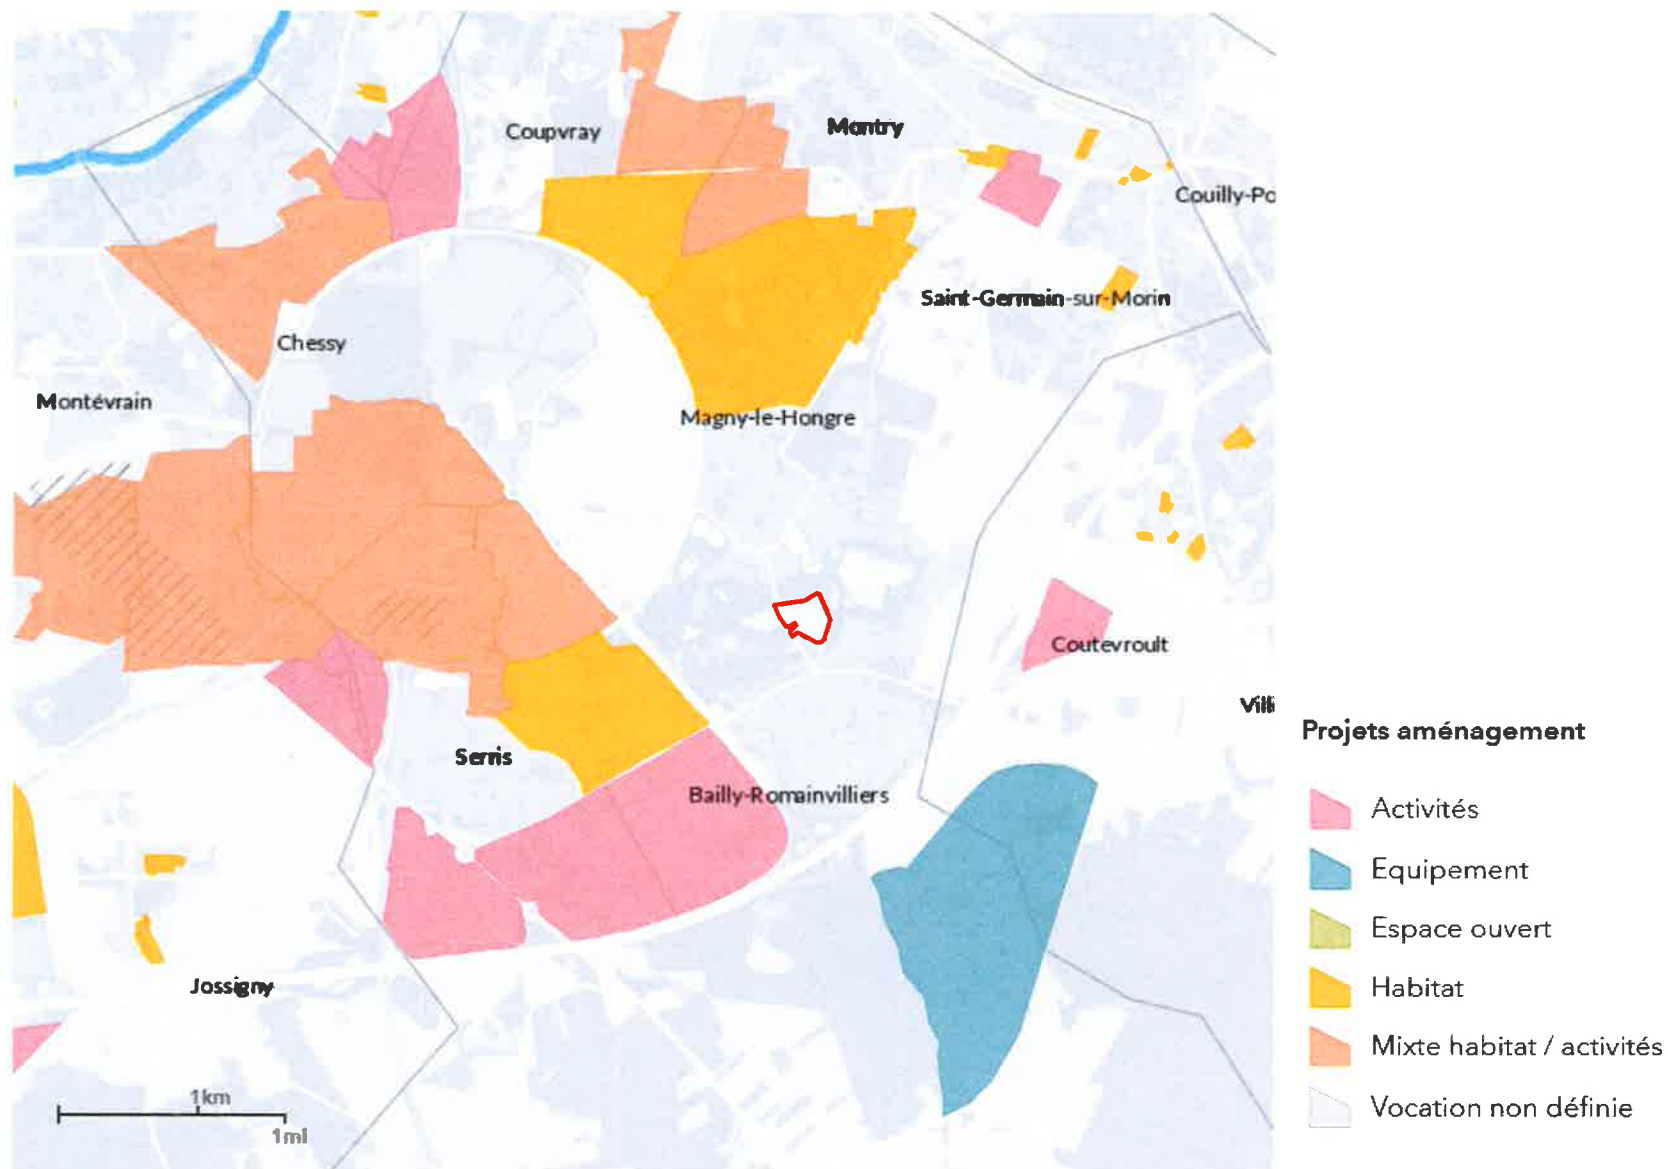 Coupvray
Montry
Couilly-Po
Saint-Germain-sur-Morin
Chessy
Montévrain
Magny-le-Hongre
Coutevroult
Villi
Serris
Bailly-Romainvilliers
Jossigny
1km
1mi
Projets aménagement
Activités
Equipement
Espace ouvert
Habitat
Mixte habitat / activités
Vocation non définie